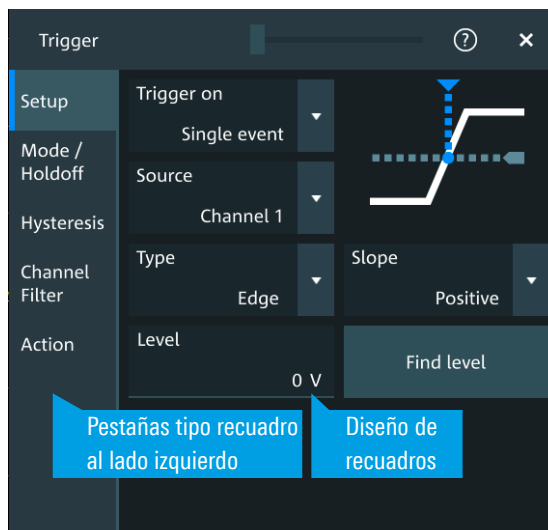 Trigger
?
×
Setup
Mode /
Holdoff
Hysteresis
Channel
Filter
Action
Trigger on
Single event
Source
Channel 1
Type
Edge
Slope
Positive
Level
0 V
Find level
Pestañas tipo recuadro
al lado izquierdo
Diseño de
recuadros